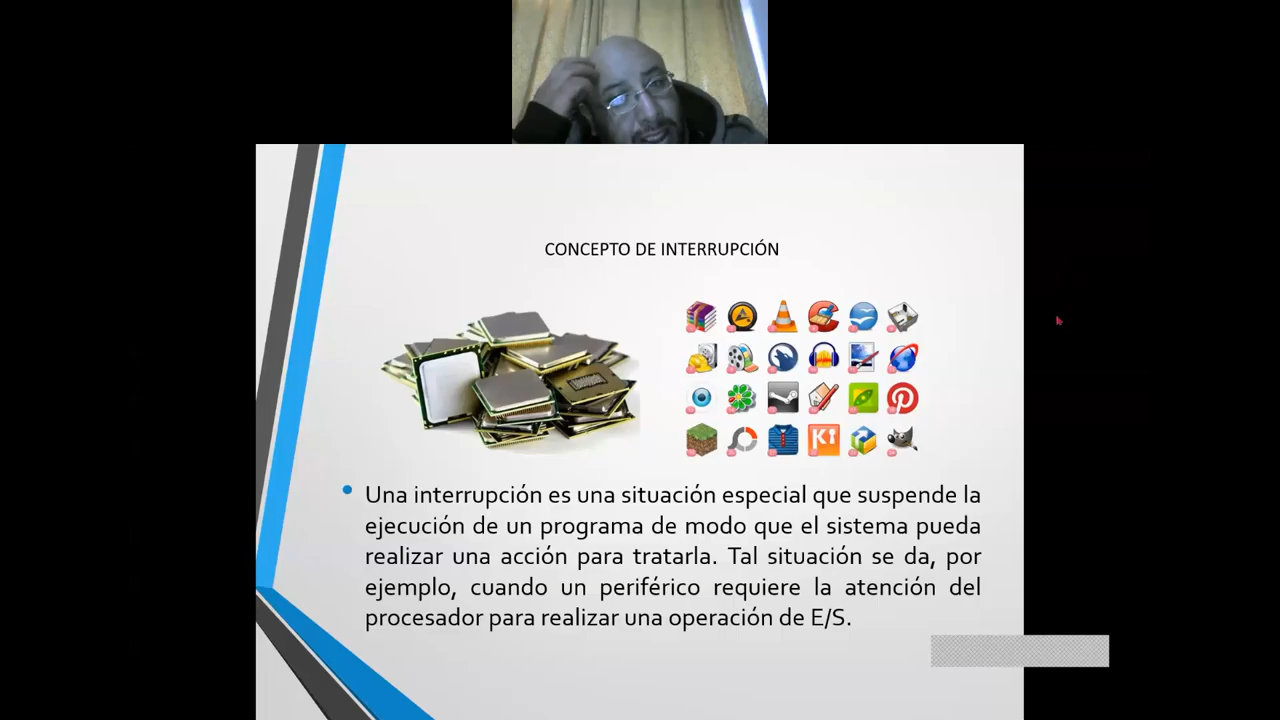 CONCEPTO DE INTERRUPCIÓN
Ki
Una interrupción es una situación especial que suspende la
ejecución de un programa de modo que el sistema pueda
realizar una acción para tratarla. Tal situación se da, por
ejemplo, cuando un periférico requiere la atención del
procesador para realizar una operación de E/S.